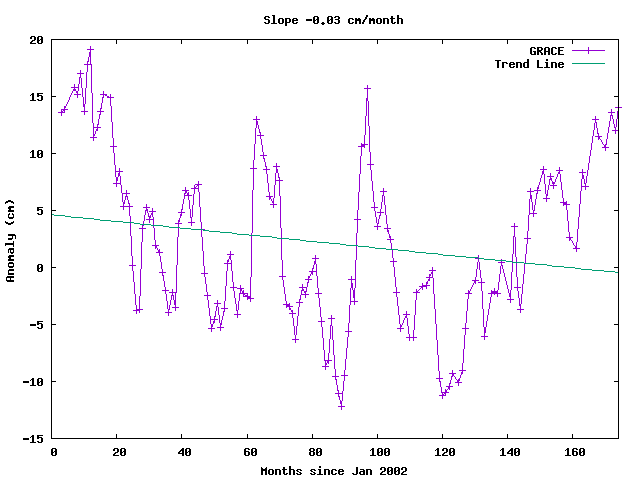 Slope -0.03 cm/month
GRACE
Trend Line
Anomaly (cm)
20
15
10
5
0
-5
-10
-15
0 20 40 60 80 100 120 140 160
Months since Jan 2002